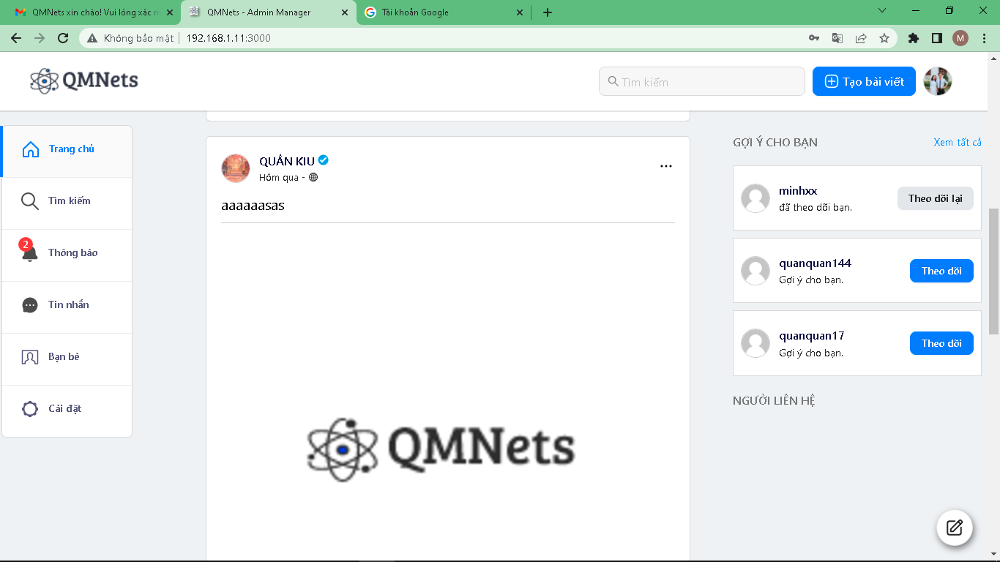 QMNets xin chào! Vui lòng xác m
QMNets - Admin Manager
Tài khoản Google
Không bảo mật
192.168.1.11:3000
M
QMNets
Tìm kiếm
Tạo bài viết
Trang chủ
Tìm kiếm
2
Thông báo
Tin nhắn
Bạn bè
Cài đặt
QUÂN KIU
Hôm qua -
aaaaaasas
QMNets
GỢI Ý CHO BẠN
Xem tất cả
minhxx
đã theo dõi bạn.
Theo dõi lại
quanquan144
Gợi ý cho bạn.
Theo dõi
quanquan17
Gợi ý cho bạn.
Theo dõi
NGƯỜI LIÊN HỆ